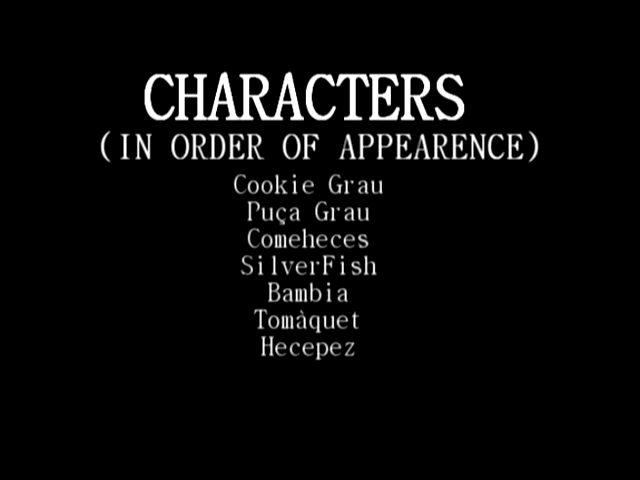 CHARACTERS
(IN ORDER OF APPEARENCE)
Cookie Grau
Puça Grau
Comeheces
SilverFish
Bambia
Tomàquet
Hecepez